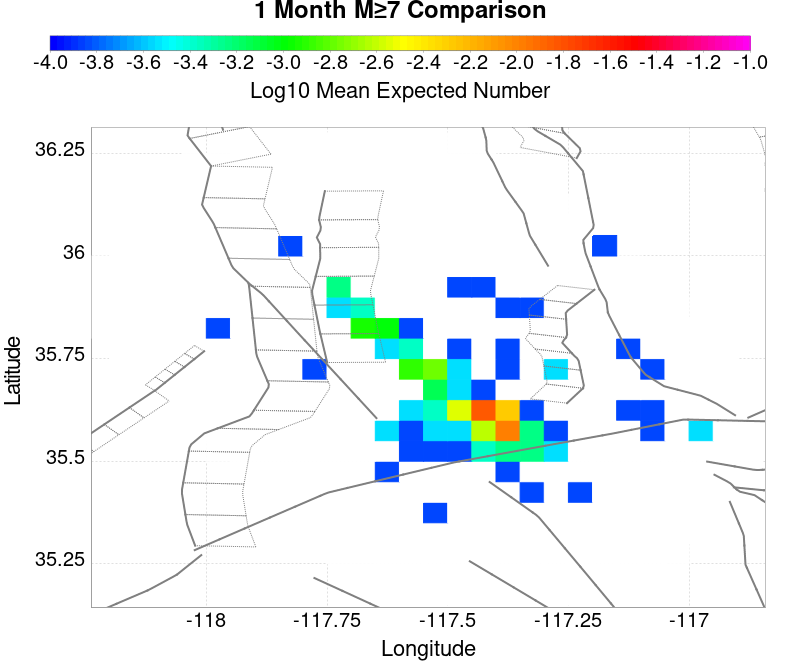 1 Month M≥7 Comparison
-4.0 -3.8 -3.6 -3.4 -3.2 -3.0 -2.8 -2.6 -2.4 -2.2 -2.0 -1.8 -1.6 -1.4 -1.2 -1.0
Log10 Mean Expected Number
36.25
36
35.75
35.5
35.25
Latitude
-118 -117.75 -117.5 -117.25 -117
Longitude